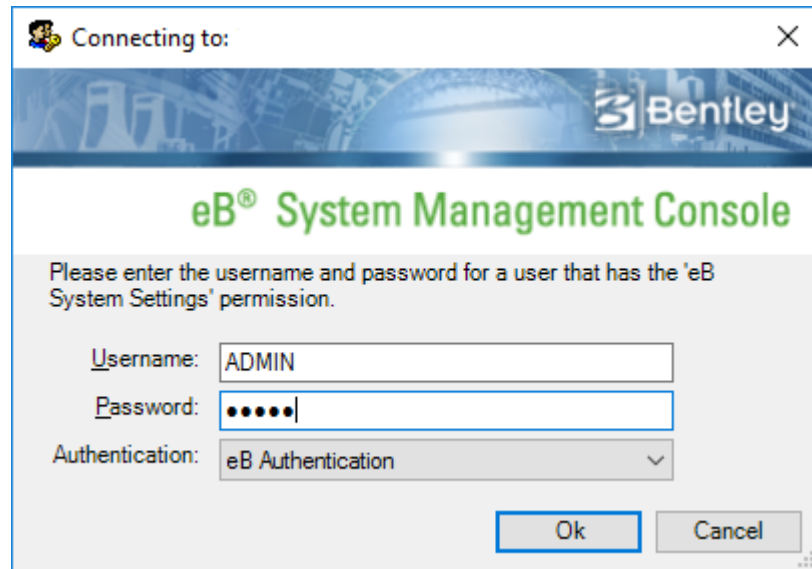 Connecting to:
Bentley
eB® System Management Console
Please enter the username and password for a user that has the 'eB
System Settings' permission.
Username: ADMIN
Password: •••••
Authentication: eB Authentication
Ok Cancel